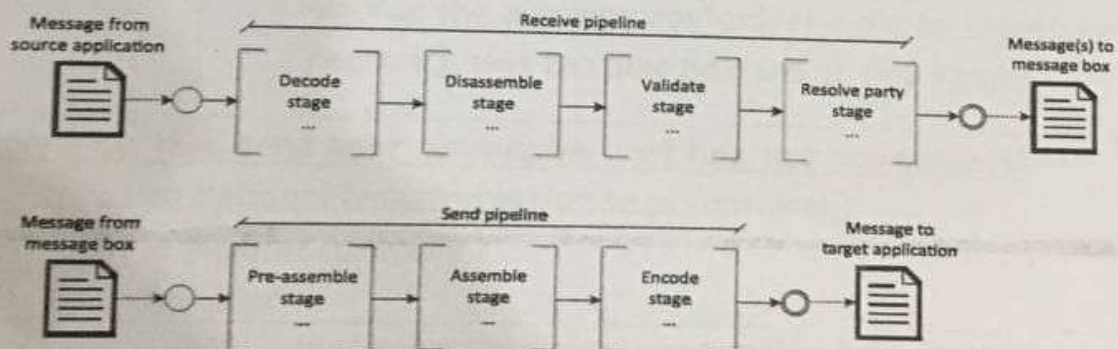 Receive pipeline
Message from
source application
Decode
stage
...
Disassemble
stage
...
Validate
stage
...
Resolve party
stage
...
Message(s) to
message box
Send pipeline
Message from
message box
Pre-assemble
stage
...
Assemble
stage
...
Encode
stage
...
Message to
target application